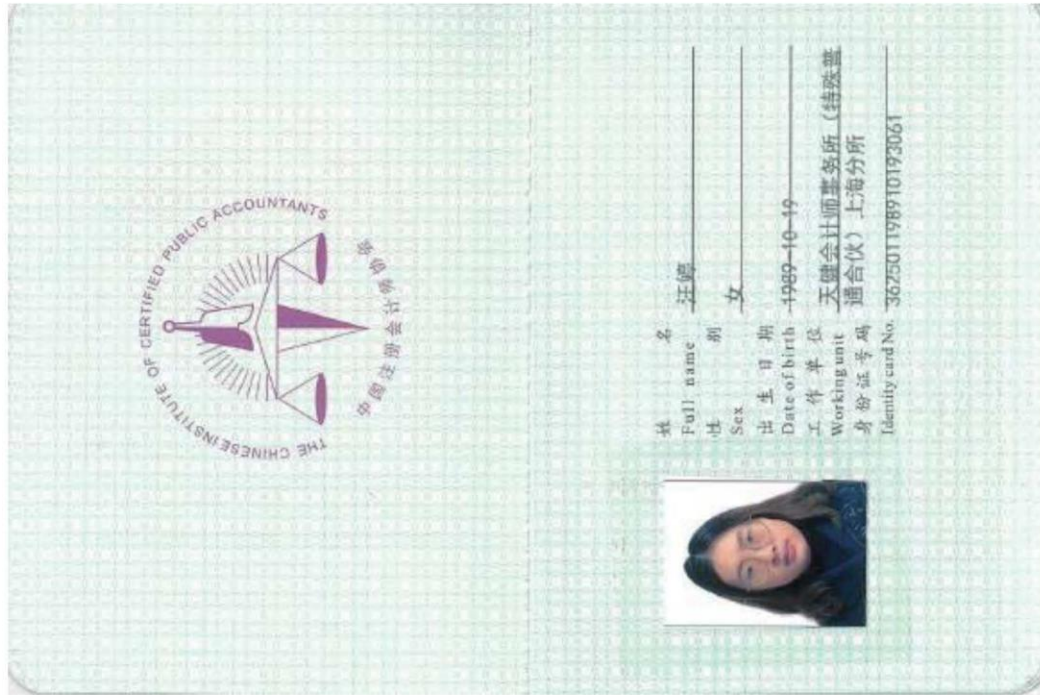 THE CHINESE INSTITUTE OF CERTIFIED PUBLIC ACCOUNTANTS
中国注册会计师协会
姓 名 汪婷
Full name
性 别 女
Sex
出生日期
Date of birth 1989-10-19
工作单位 天健会计师事务所（特殊普
Working unit 通合伙）上海分所
身份证号码
Identity card No. 362501198910193061